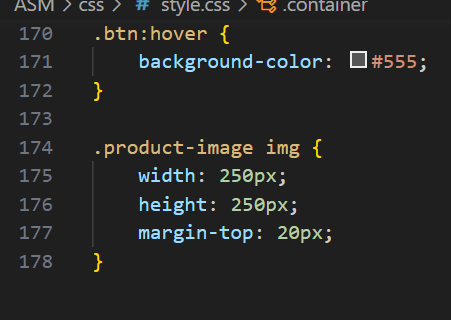 ASM > css > # style.css > .container
170 .btn:hover {
171 background-color: #555;
172 }
173
174 .product-image img {
175 width: 250px;
176 height: 250px;
177 margin-top: 20px;
178 }